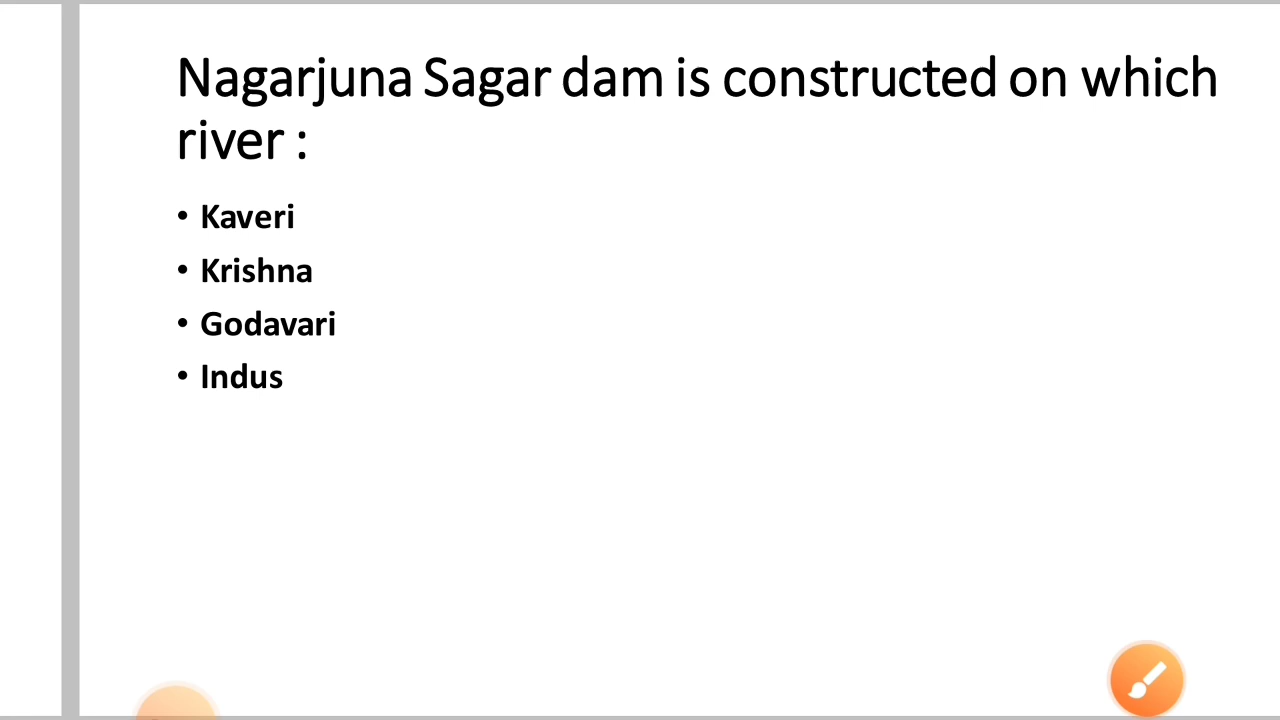 Nagarjuna Sagar dam is constructed on which
river :
• Kaveri
• Krishna
• Godavari
• Indus